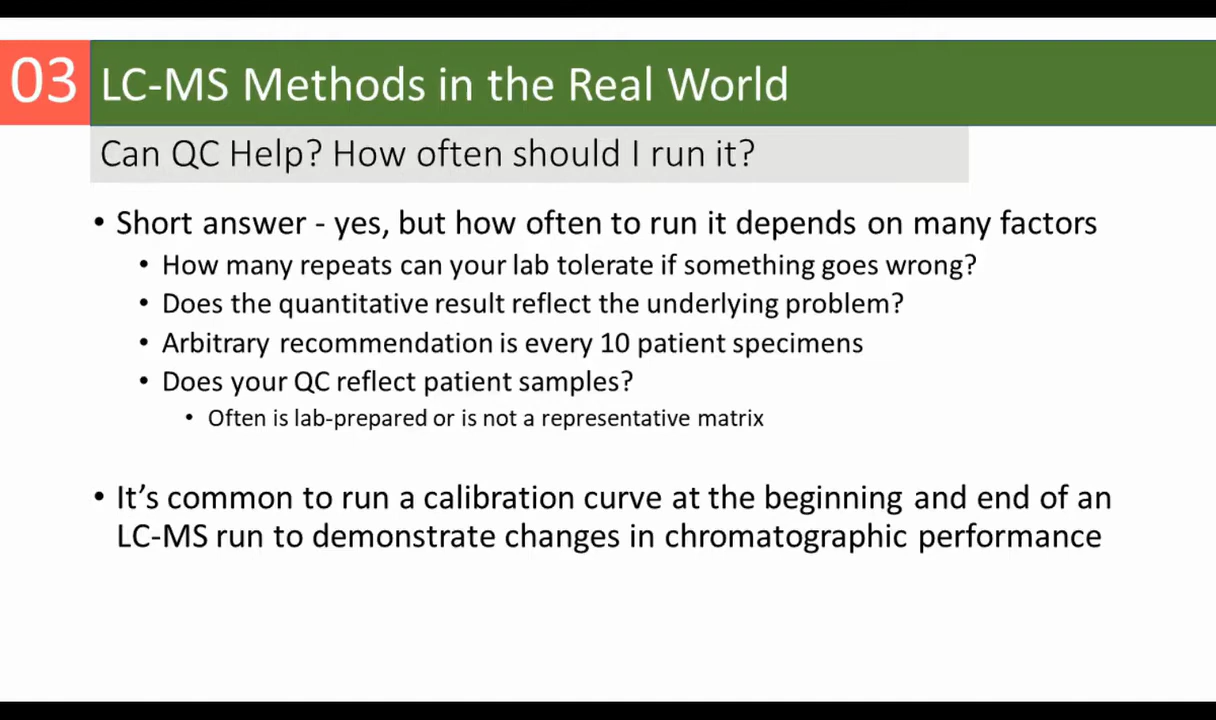 03
LC-MS Methods in the Real World
Can QC Help? How often should I run it?
• Short answer - yes, but how often to run it depends on many factors
• How many repeats can your lab tolerate if something goes wrong?
• Does the quantitative result reflect the underlying problem?
• Arbitrary recommendation is every 10 patient specimens
• Does your QC reflect patient samples?
• Often is lab-prepared or is not a representative matrix
• It’s common to run a calibration curve at the beginning and end of an
LC-MS run to demonstrate changes in chromatographic performance